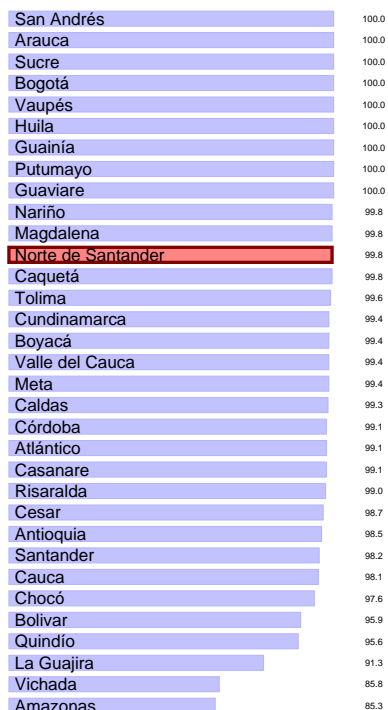 San Andrés 100.0
Arauca 100.0
Sucre 100.0
Bogotá 100.0
Vaupés 100.0
Huila 100.0
Guainía 100.0
Putumayo 100.0
Guaviare 100.0
Nariño 99.8
Magdalena 99.8
Norte de Santander 99.8
Caquetá 99.8
Tolima 99.6
Cundinamarca 99.4
Boyacá 99.4
Valle del Cauca 99.4
Meta 99.4
Caldas 99.3
Córdoba 99.1
Atlántico 99.1
Casanare 99.1
Risaralda 99.0
Cesar 98.7
Antioquia 98.5
Santander 98.2
Cauca 98.1
Chocó 97.6
Bolivar 95.9
Quindío 95.6
La Guajira 91.3
Vichada 85.8
Amazonas 85.3